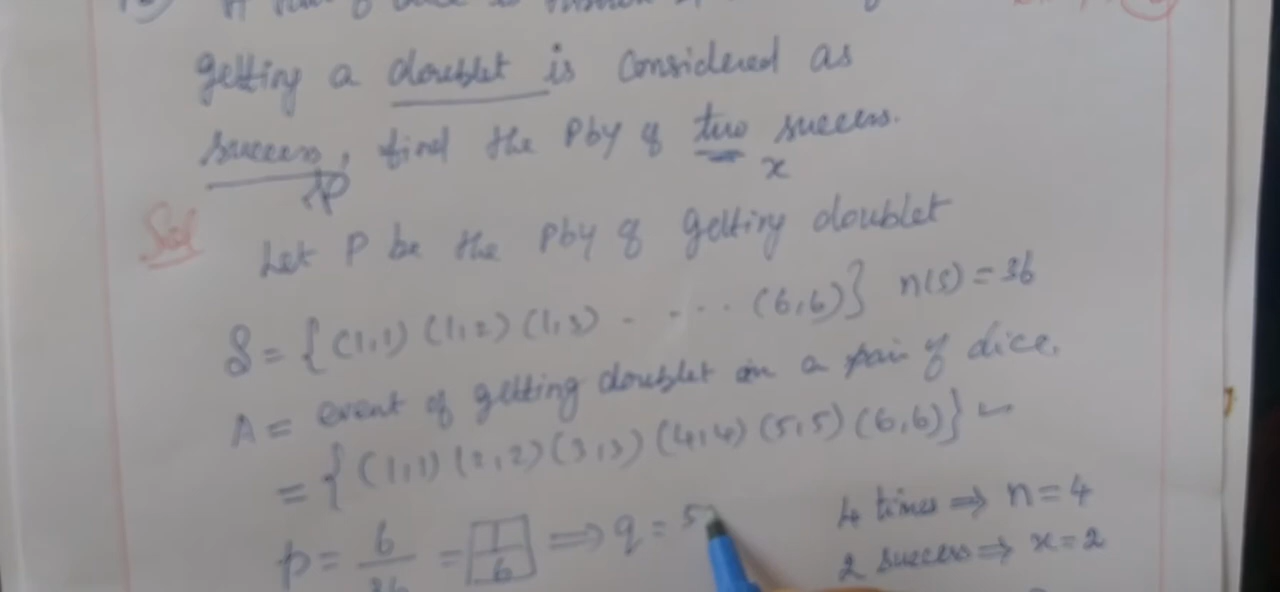 getting a doublet is considered as
success, find the Pby of two success.
p x
Sol
Let P be the Pby of getting doublet
S = { (1,1) (1,2) (1,3) - - - - - (6,6) } n(s) = 36
A = event of getting doublet in a pair of dice.
= { (1,1) (2,2) (3,3) (4,4) (5,5) (6,6) }
4 times ⇒ n = 4
p = 6/36 = 1/6 ⇒ q = 5
2 success ⇒ x = 2